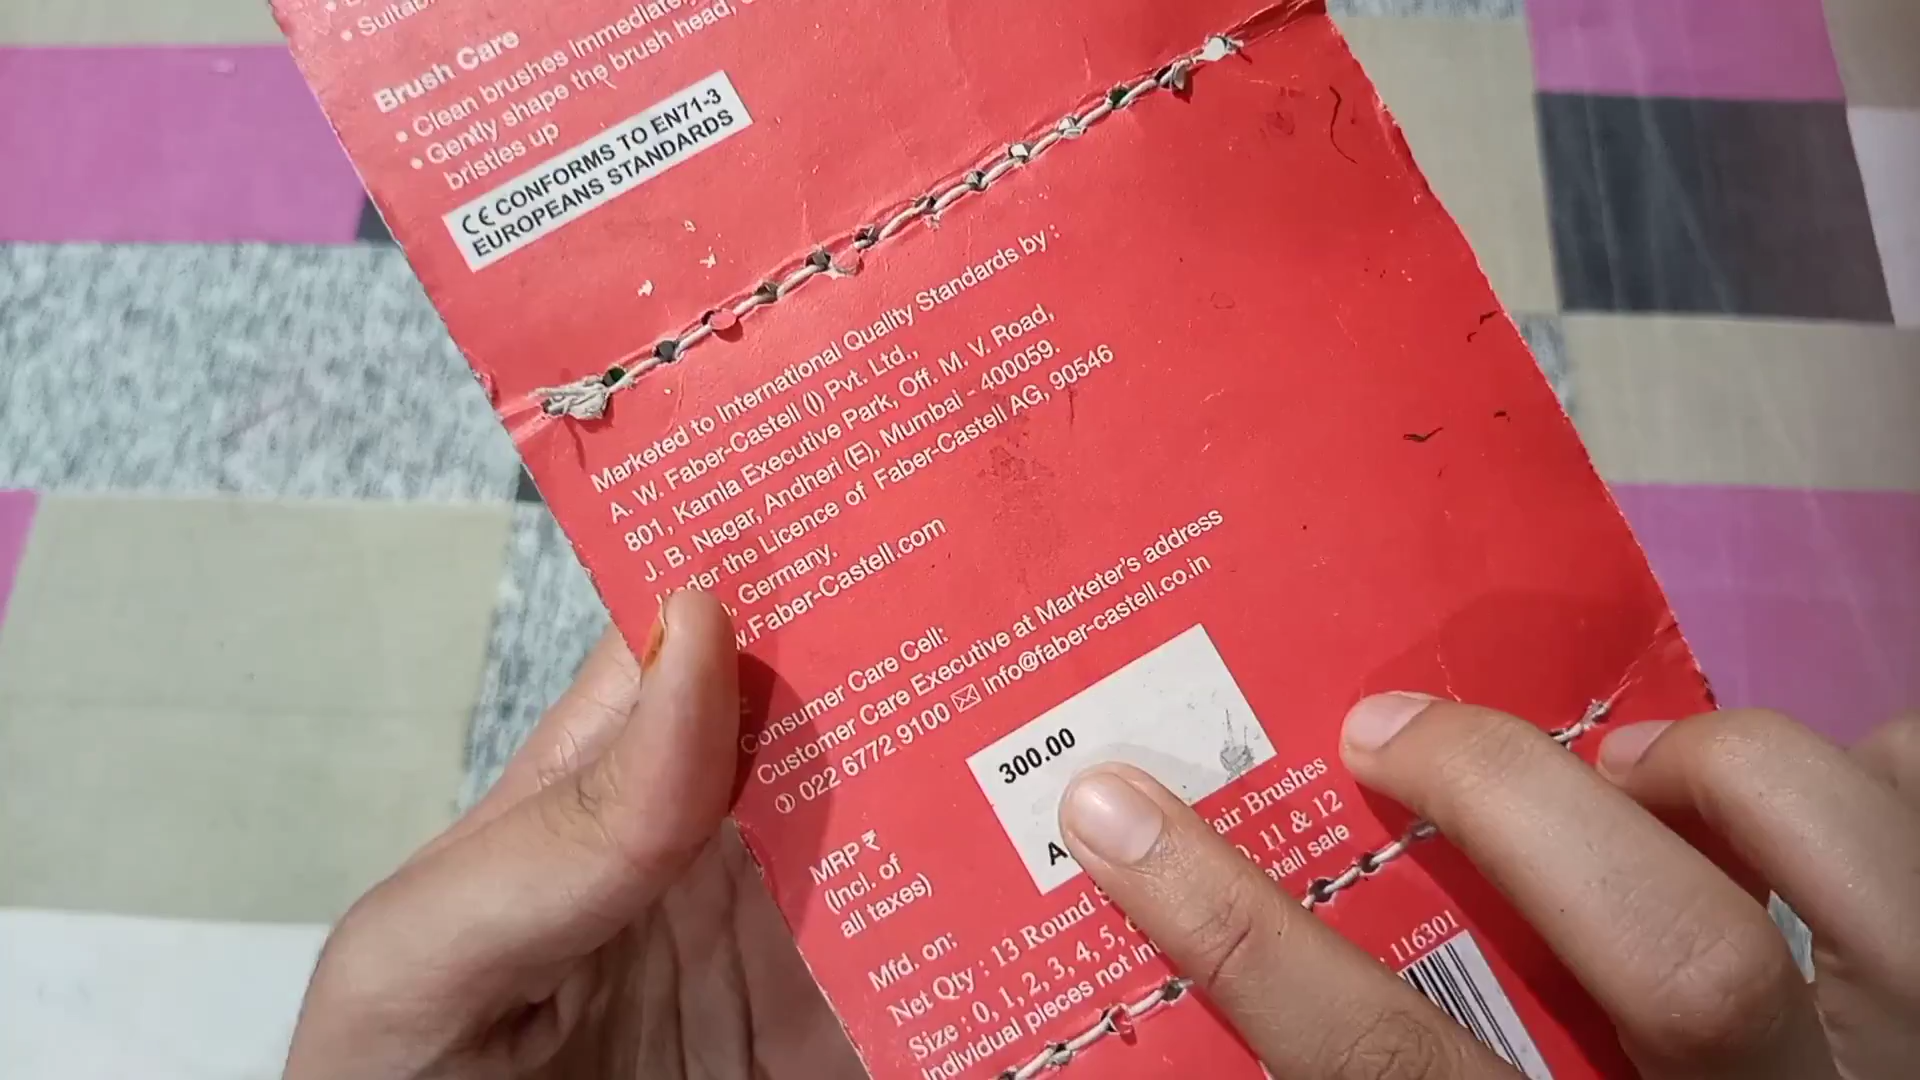 • Suitab
Brush Care
• Clean brushes immediately
• Gently shape the brush head,
bristles up
CE CONFORMS TO EN71-3
EUROPEANS STANDARDS
Marketed to International Quality Standards by :
A. W. Faber-Castell (I) Pvt. Ltd.,
801, Kamla Executive Park, Off. M. V. Road,
J. B. Nagar, Andheri (E), Mumbai - 400059.
Under the Licence of Faber-Castell AG, 90546
, Germany.
w.Faber-Castell.com
Consumer Care Cell:
Customer Care Executive at Marketer's address
022 6772 9100 info@faber-castell.co.in
300.00
MRP ₹
(Incl. of
all taxes)
A
Mfd. on:
Net Qty : 13 Round Hair Brushes
Size : 0, 1, 2, 3, 4, 5, 11 & 12
Individual pieces not in retail sale
: 116301